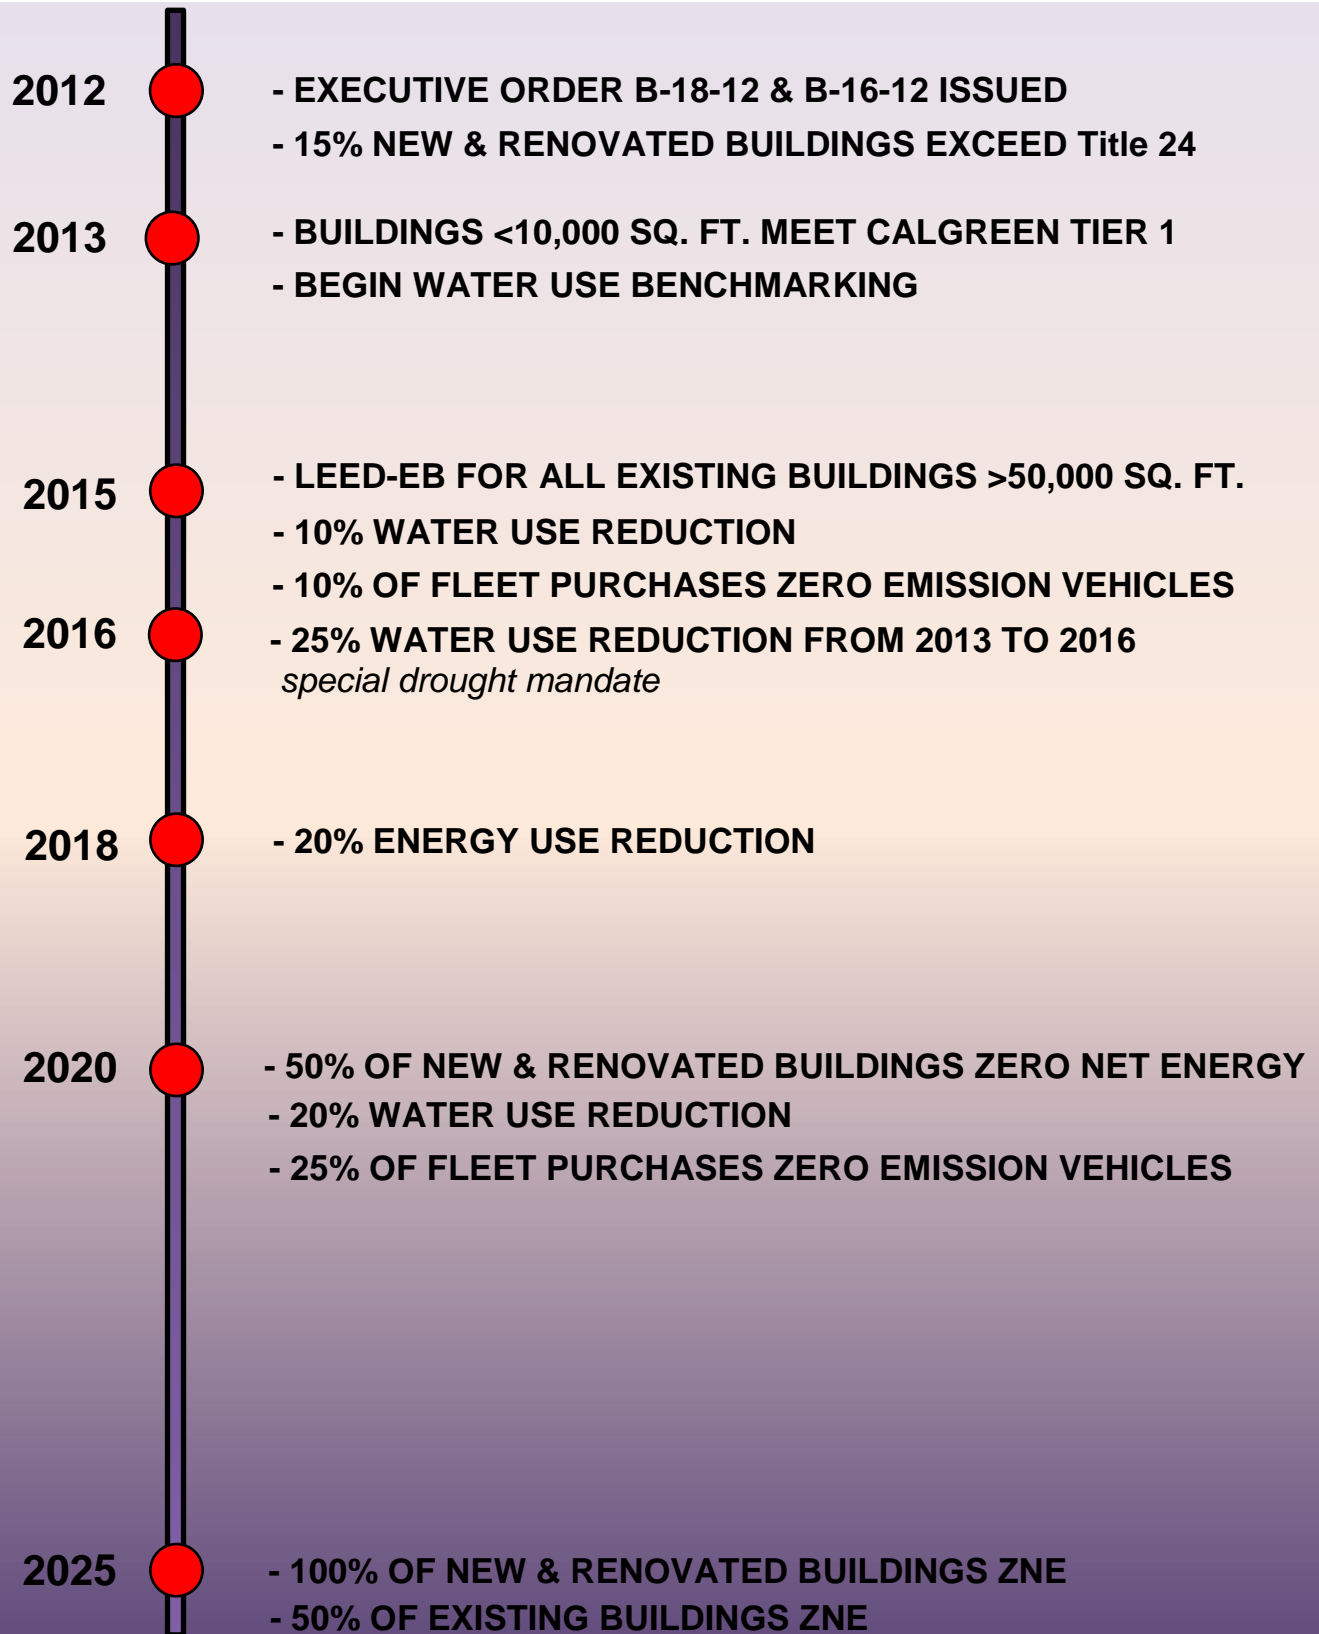 2012
- EXECUTIVE ORDER B-18-12 & B-16-12 ISSUED
- 15% NEW & RENOVATED BUILDINGS EXCEED Title 24
2013
- BUILDINGS <10,000 SQ. FT. MEET CALGREEN TIER 1
- BEGIN WATER USE BENCHMARKING
2015
- LEED-EB FOR ALL EXISTING BUILDINGS >50,000 SQ. FT.
- 10% WATER USE REDUCTION
- 10% OF FLEET PURCHASES ZERO EMISSION VEHICLES
2016
- 25% WATER USE REDUCTION FROM 2013 TO 2016
special drought mandate
2018
- 20% ENERGY USE REDUCTION
2020
- 50% OF NEW & RENOVATED BUILDINGS ZERO NET ENERGY
- 20% WATER USE REDUCTION
- 25% OF FLEET PURCHASES ZERO EMISSION VEHICLES
2025
- 100% OF NEW & RENOVATED BUILDINGS ZNE
- 50% OF EXISTING BUILDINGS ZNE